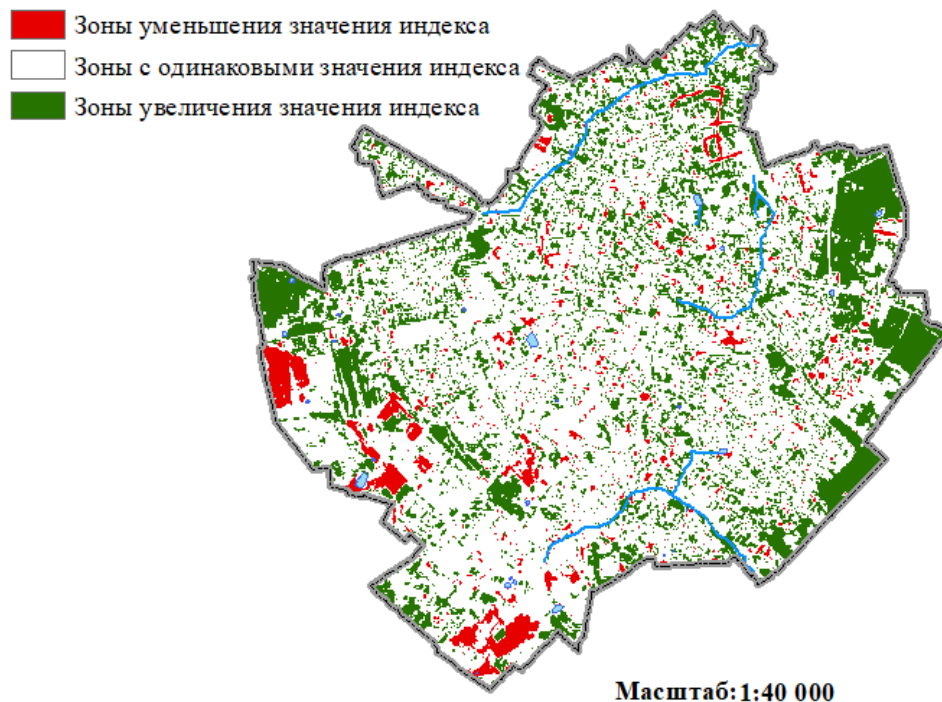 Зоны уменьшения значения индекса
Зоны с одинаковыми значения индекса
Зоны увеличения значения индекса
Масштаб:1:40 000